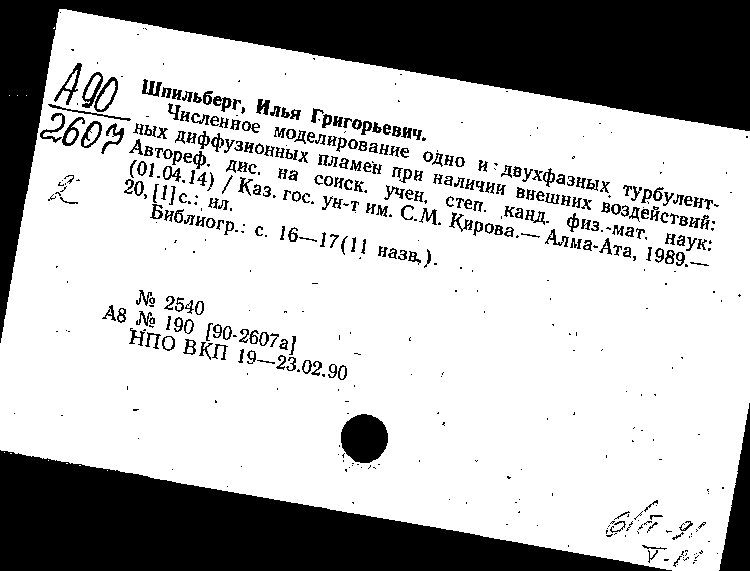 А90
2607
2
Шпильберг, Илья Григорьевич.
Численное моделирование одно и двухфазных турбулент-
ных диффузионных пламен при наличии внешних воздействий:
Автореф. дис. на соиск. учен. степ. канд. физ.-мат. наук:
(01.04.14) / Каз. гос. ун-т им. С.М. Кирова.— Алма-Ата, 1989.—
20, [1] с.: ил.
Библиогр.: с. 16—17(11 назв.).
№ 2540
А8 № 190 [90-2607а]
НПО ВКП 19—23.02.90